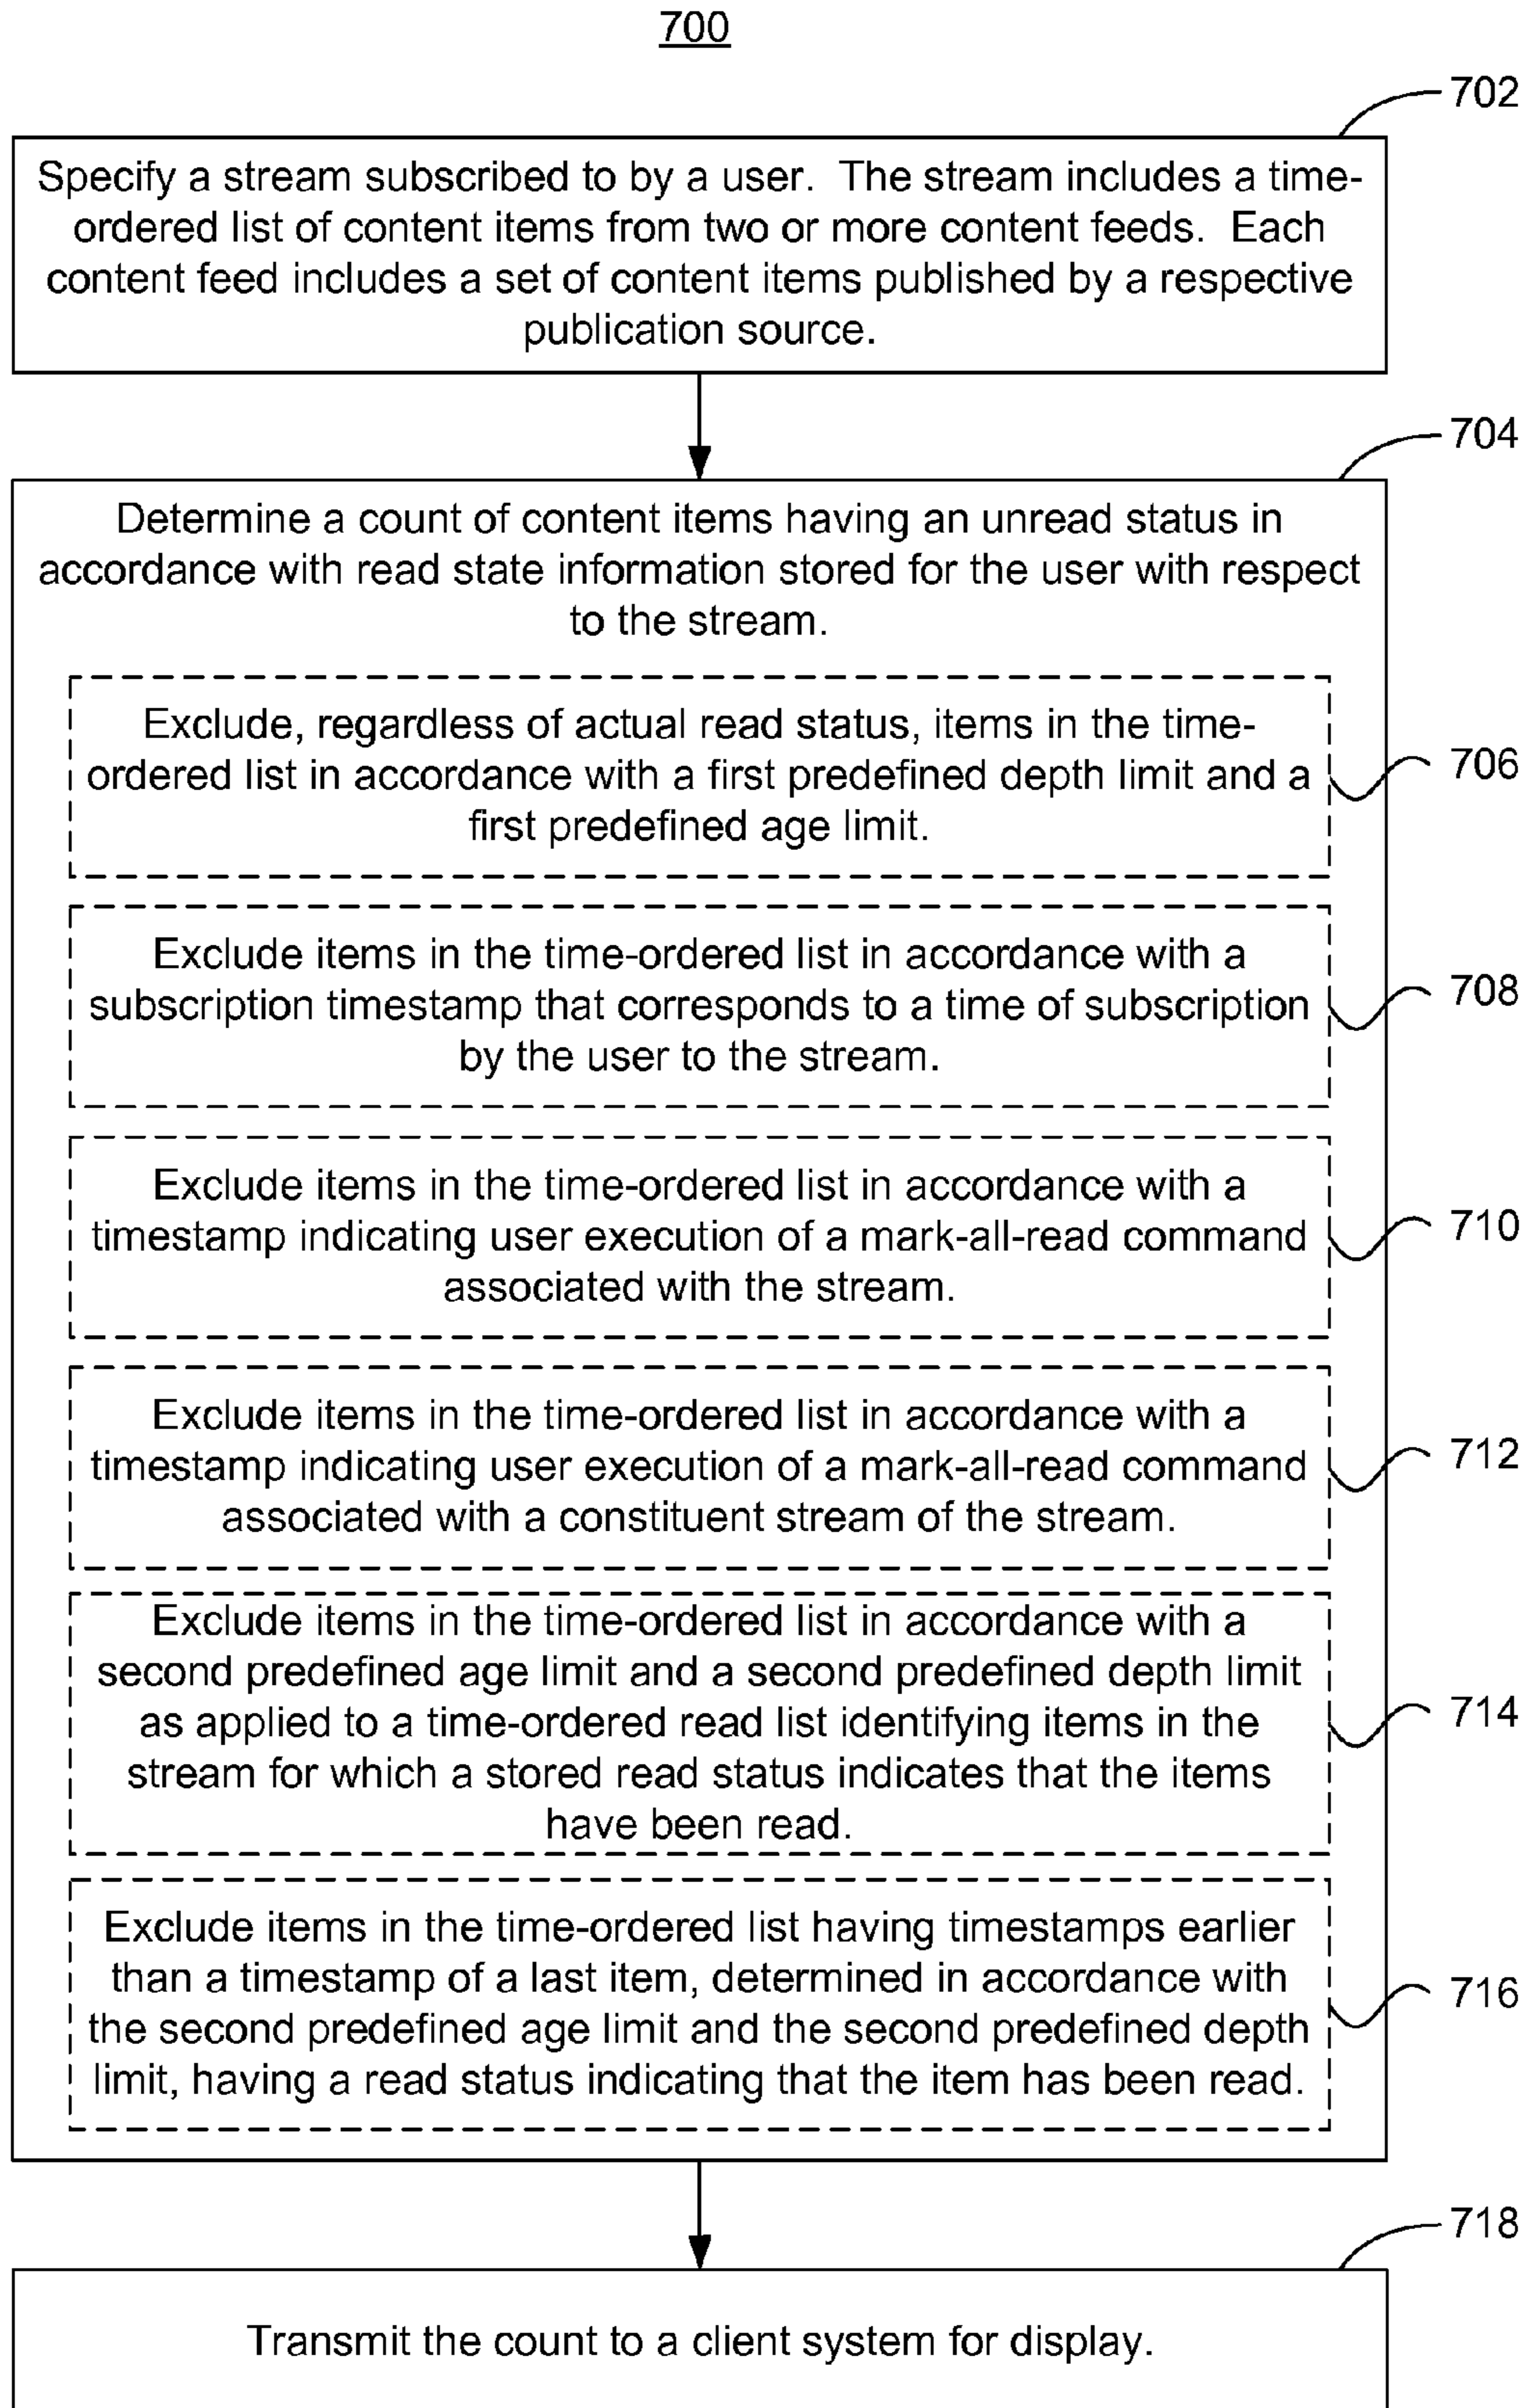 700
702
Specify a stream subscribed to by a user. The stream includes a time-
ordered list of content items from two or more content feeds. Each
content feed includes a set of content items published by a respective
publication source.
704
Determine a count of content items having an unread status in
accordance with read state information stored for the user with respect
to the stream.
Exclude, regardless of actual read status, items in the time-
ordered list in accordance with a first predefined depth limit and a
first predefined age limit.
706
Exclude items in the time-ordered list in accordance with a
subscription timestamp that corresponds to a time of subscription
by the user to the stream.
708
Exclude items in the time-ordered list in accordance with a
timestamp indicating user execution of a mark-all-read command
associated with the stream.
710
Exclude items in the time-ordered list in accordance with a
timestamp indicating user execution of a mark-all-read command
associated with a constituent stream of the stream.
712
Exclude items in the time-ordered list in accordance with a
second predefined age limit and a second predefined depth limit
as applied to a time-ordered read list identifying items in the
stream for which a stored read status indicates that the items
have been read.
714
Exclude items in the time-ordered list having timestamps earlier
than a timestamp of a last item, determined in accordance with
the second predefined age limit and the second predefined depth
limit, having a read status indicating that the item has been read.
716
718
Transmit the count to a client system for display.